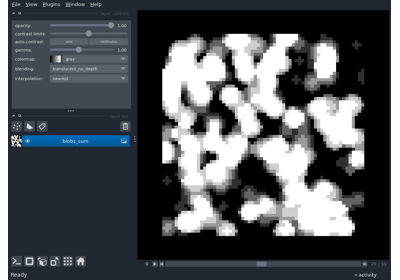 File View Plugins Window Help
opacity: 1.00
contrast limits:
auto-contrast: once continuous
gamma: 1.00
colormap: gray
blending: translucent_no_depth
interpolation: nearest
blobs_sum
Ready
activity